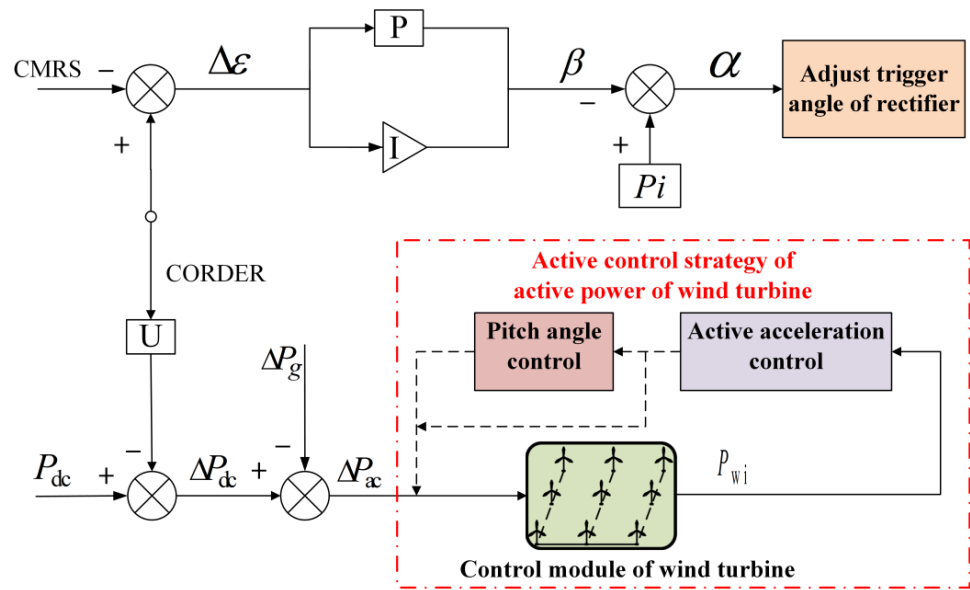 CMRS
−
+
Δε
P
I
β
−
+
Pi
α
Adjust trigger
angle of rectifier
CORDER
U
Active control strategy of
active power of wind turbine
Pitch angle
control
Active acceleration
control
ΔPg
−
−
Pdc
+
ΔPdc
+
ΔPac
Pwi
Control module of wind turbine